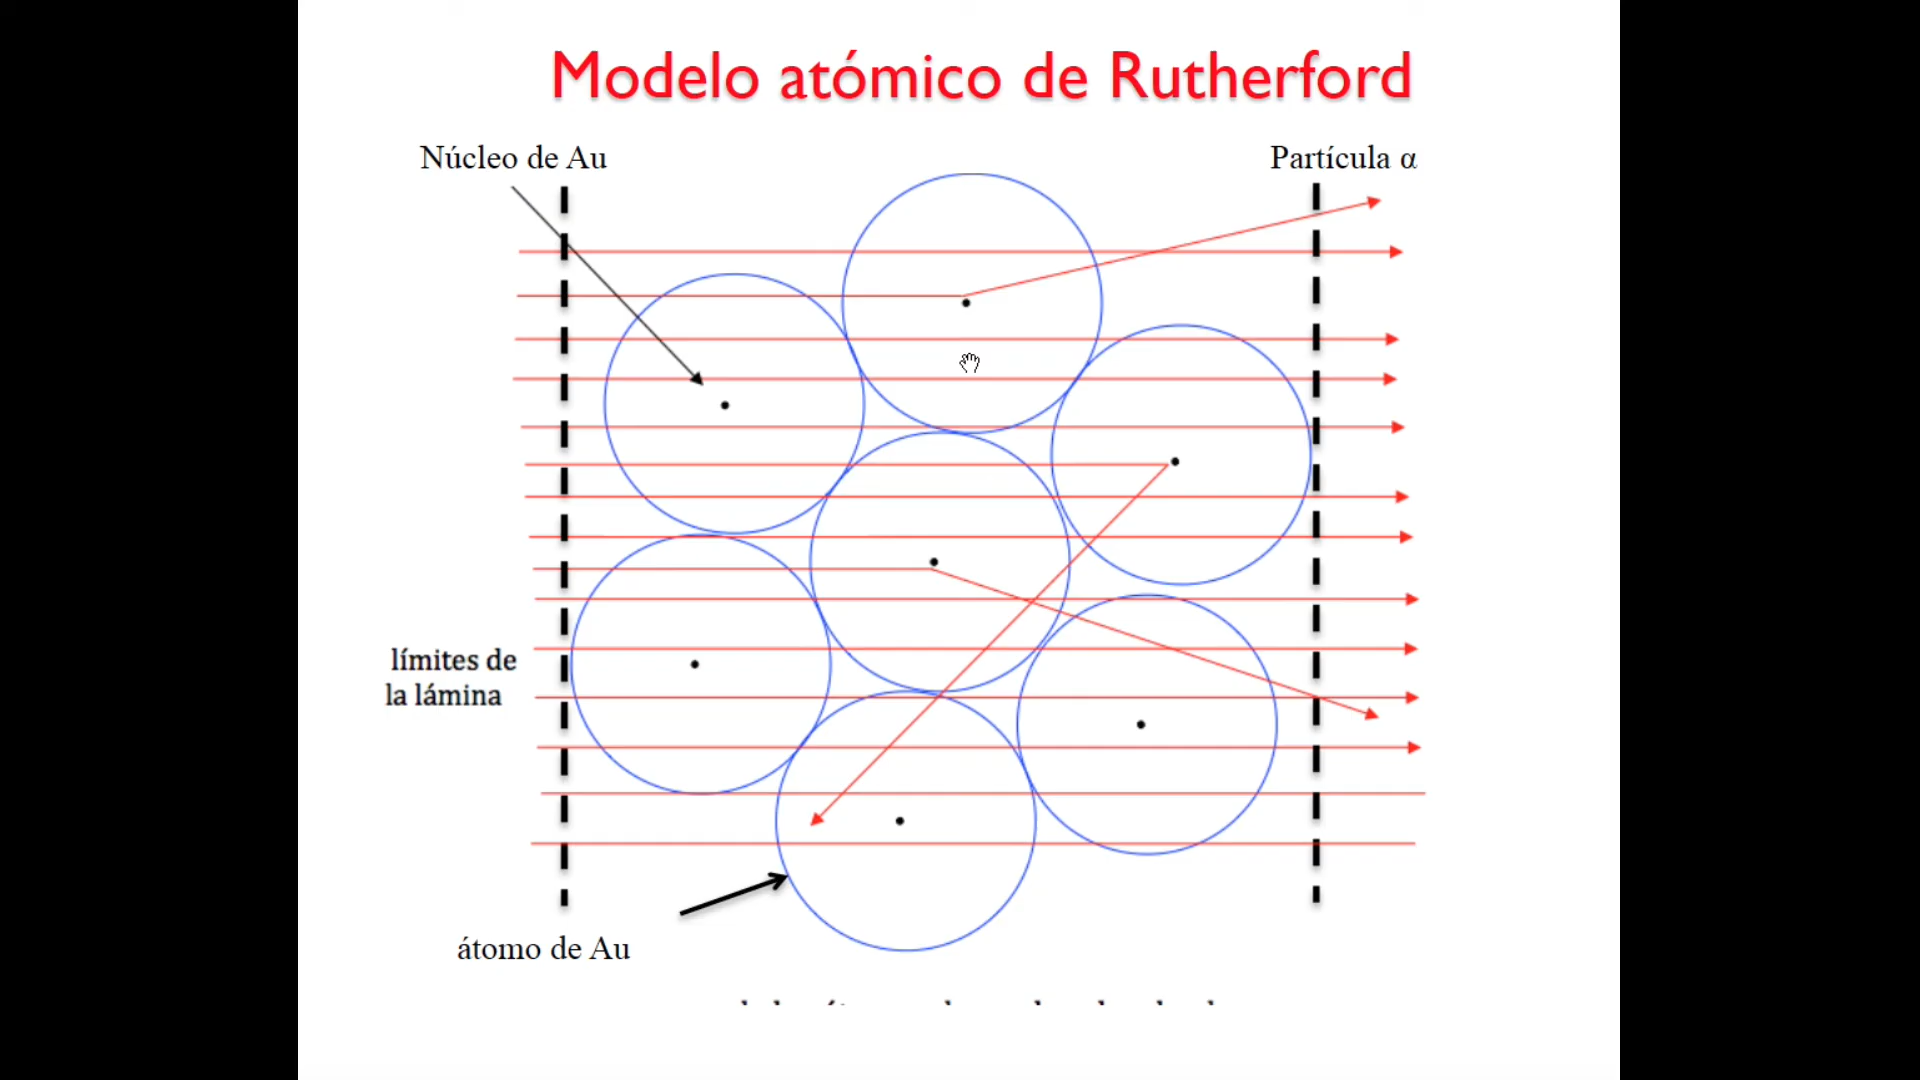 Modelo atómico de Rutherford
Núcleo de Au
Partícula α
límites de
la lámina
átomo de Au